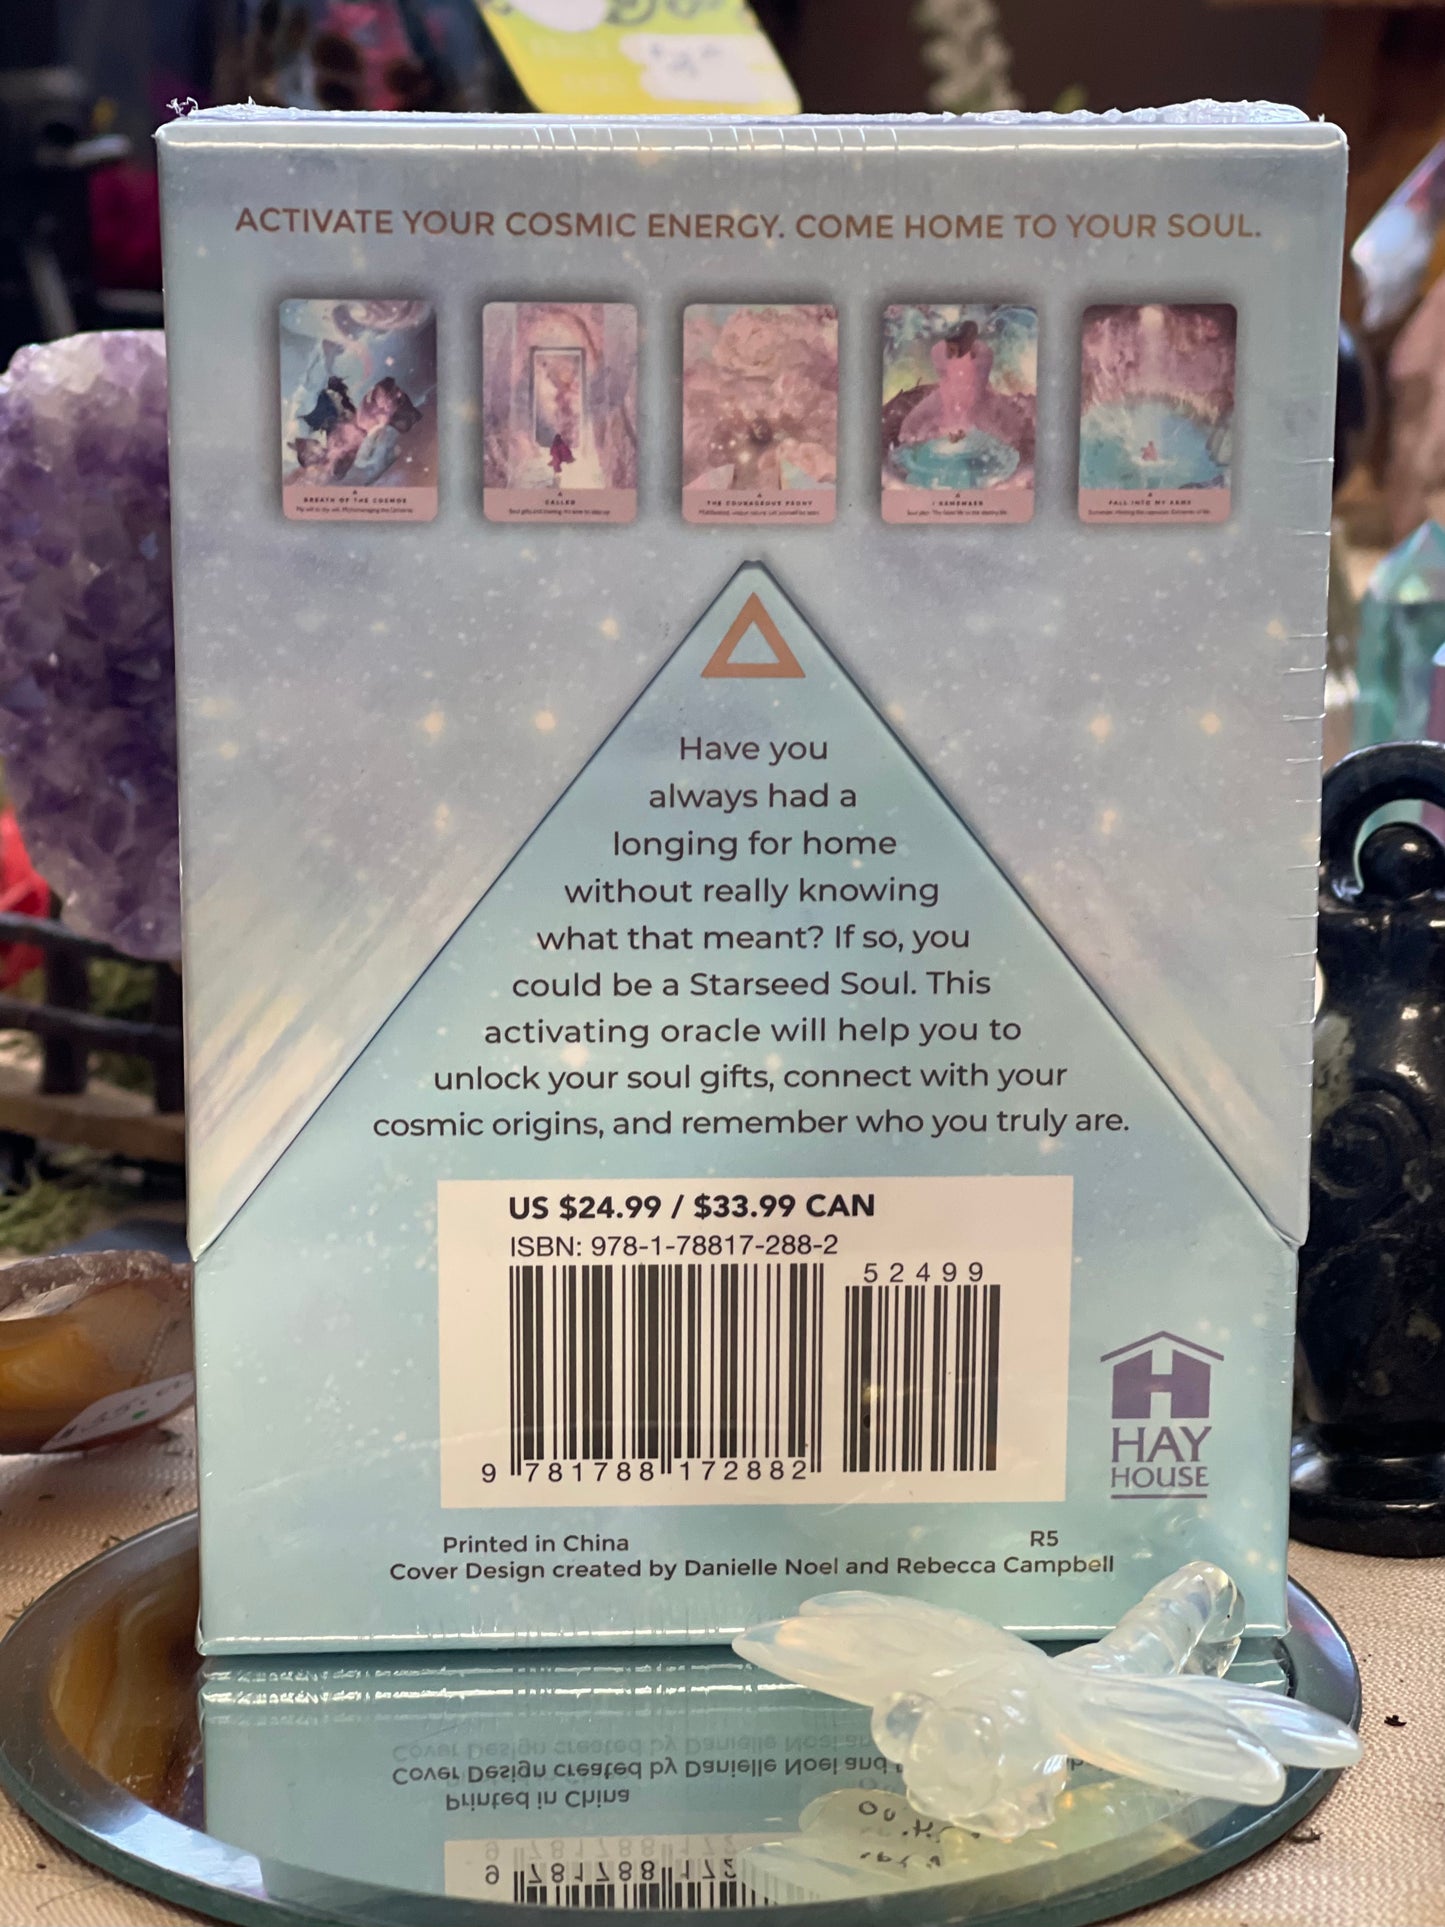 ACTIVATE YOUR COSMIC ENERGY. COME HOME TO YOUR SOUL.
BREATH OF THE COSMOS
CALLED
THE COURAGEOUS PEONY
I REMEMBER
FALL INTO MY ARMS
Have you
always had a
longing for home
without really knowing
what that meant? If so, you
could be a Starseed Soul. This
activating oracle will help you to
unlock your soul gifts, connect with your
cosmic origins, and remember who you truly are.
US $24.99 / $33.99 CAN
ISBN: 978-1-78817-288-2
52499
9 781788 172882
HAY
HOUSE
Printed in China
R5
Cover Design created by Danielle Noel and Rebecca Campbell